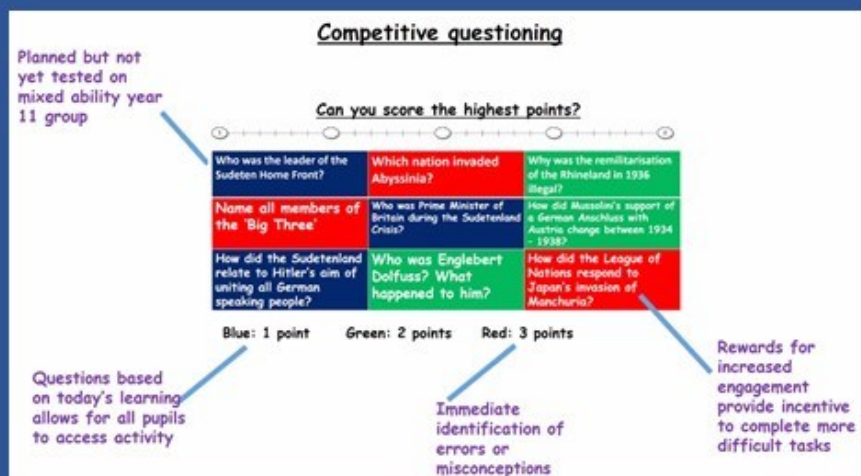 Competitive questioning
Planned but not
yet tested on
mixed ability year
11 group
Can you score the highest points?
Who was the leader of the
Sudeten Home Front?
Which nation invaded
Abyssinia?
Why was the remilitarisation
of the Rhineland in 1936
illegal?
Name all members of
the 'Big Three'
Who was Prime Minister of
Britain during the Sudetenland
Crisis?
How did Mussolini's support of
a German Anschluss with
Austria change between 1934
- 1938?
How did the Sudetenland
relate to Hitler's aim of
uniting all German
speaking people?
Who was Englebert
Dolfuss? What
happened to him?
How did the League of
Nations respond to
Japan's invasion of
Manchuria?
Blue: 1 point Green: 2 points Red: 3 points
Questions based
on today's learning
allows for all pupils
to access activity
Immediate
identification of
errors or
misconceptions
Rewards for
increased
engagement
provide incentive
to complete more
difficult tasks